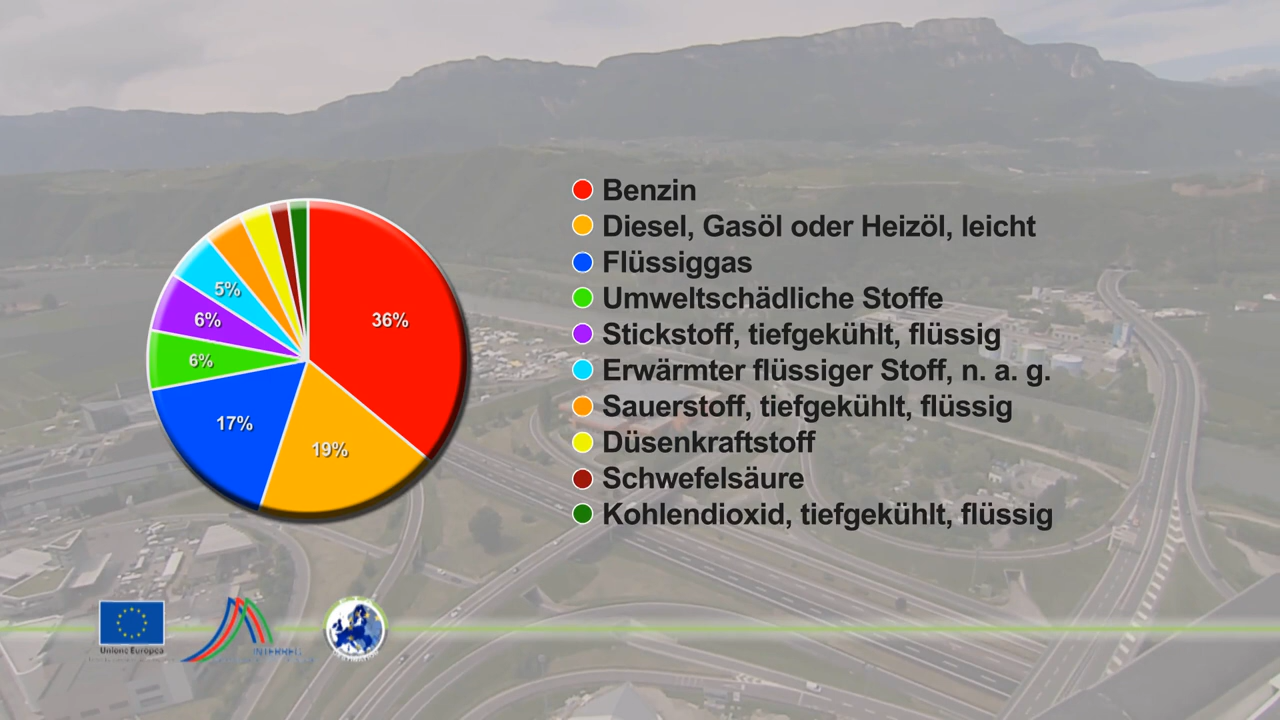 36%
19%
17%
6%
6%
5%
Benzin
Diesel, Gasöl oder Heizöl, leicht
Flüssiggas
Umweltschädliche Stoffe
Stickstoff, tiefgekühlt, flüssig
Erwärmter flüssiger Stoff, n. a. g.
Sauerstoff, tiefgekühlt, flüssig
Düsenkraftstoff
Schwefelsäure
Kohlendioxid, tiefgekühlt, flüssig
Unione Europea
INTERREG